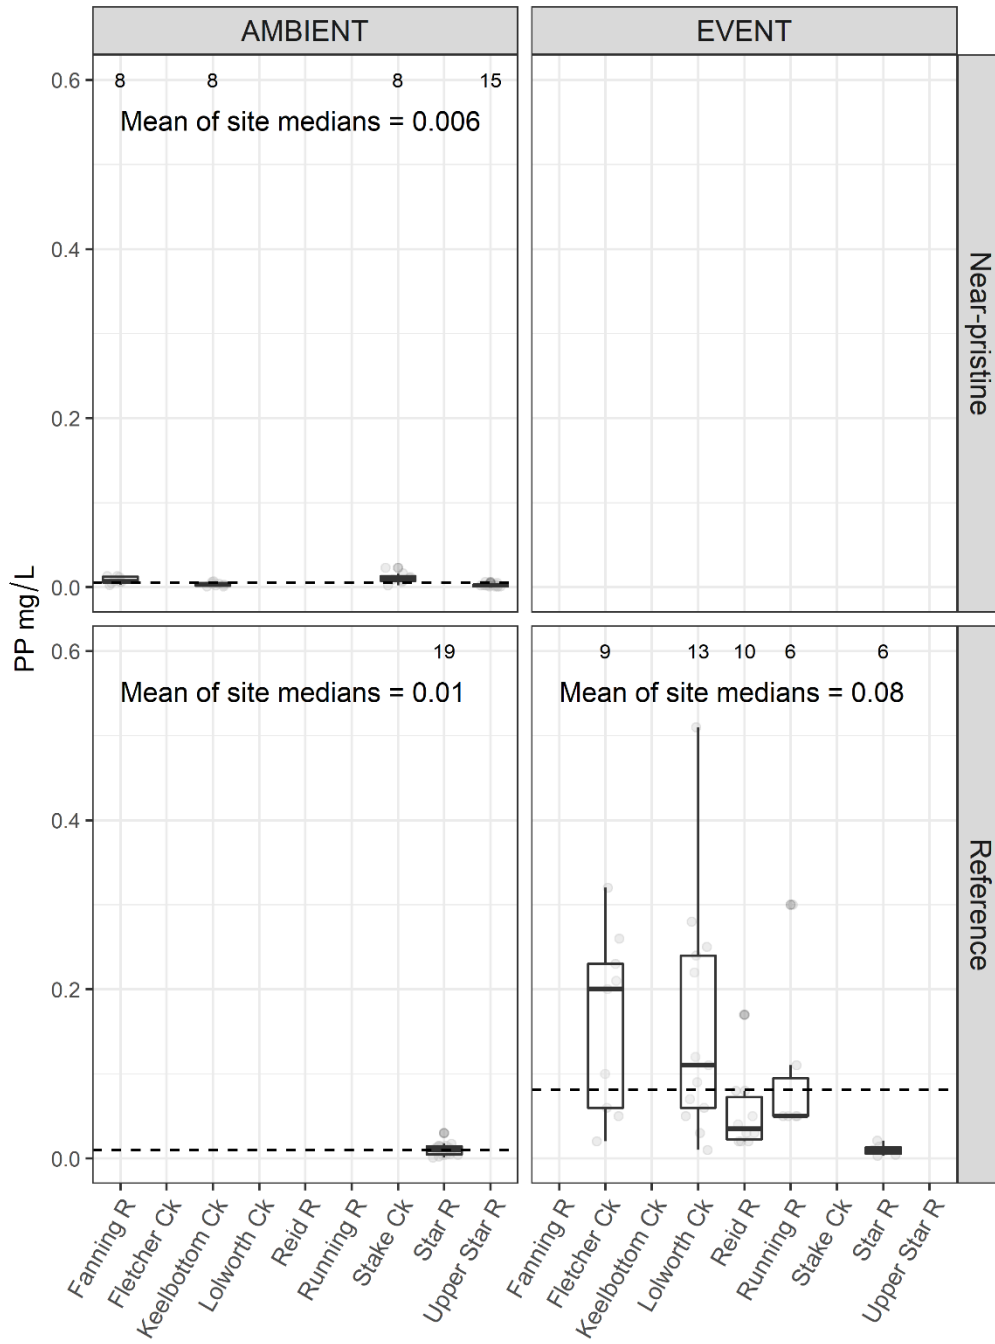 AMBIENT EVENT
8 8 8 15
Mean of site medians = 0.006
Near-pristine
0.6
0.4
0.2
0.0
PP mg/L
19
Mean of site medians = 0.01
9 13 10 6 6
Mean of site medians = 0.08
Reference
0.6
0.4
0.2
0.0
Fanning R
Fletcher Ck
Keelbottom Ck
Lolworth Ck
Reid R
Running R
Stake Ck
Star R
Upper Star R
Fanning R
Fletcher Ck
Keelbottom Ck
Lolworth Ck
Reid R
Running R
Stake Ck
Star R
Upper Star R